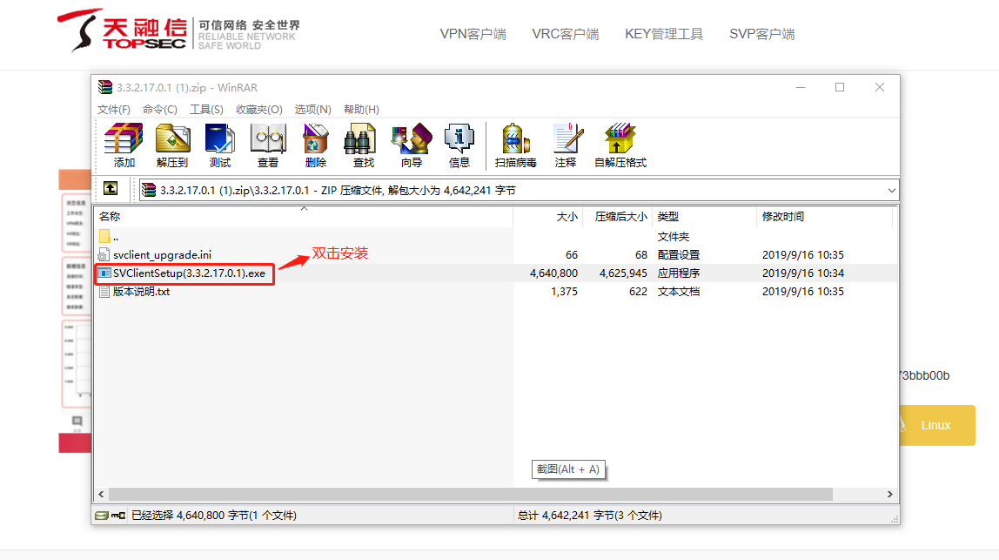 天融信
TOPSEC
可信网络 安全世界
RELIABLE NETWORK
SAFE WORLD
VPN客户端 VRC客户端 KEY管理工具 SVP客户端
3.3.2.17.0.1 (1).zip - WinRAR
文件(F) 命令(C) 工具(S) 收藏夹(O) 选项(N) 帮助(H)
添加 解压到 测试 查看 删除 查找 向导 信息 扫描病毒 注释 自解压格式
3.3.2.17.0.1 (1).zip\3.3.2.17.0.1 - ZIP 压缩文件, 解包大小为 4,642,241 字节
名称 大小 压缩后大小 类型 修改时间
.. 文件夹
svclient_upgrade.ini 66 68 配置设置 2019/9/16 10:35
双击安装
SVClientSetup(3.3.2.17.0.1).exe 4,640,800 4,625,945 应用程序 2019/9/16 10:34
版本说明.txt 1,375 622 文本文档 2019/9/16 10:35
73bbb00b
Linux
截图(Alt + A)
已经选择 4,640,800 字节(1 个文件) 总计 4,642,241 字节(3 个文件)